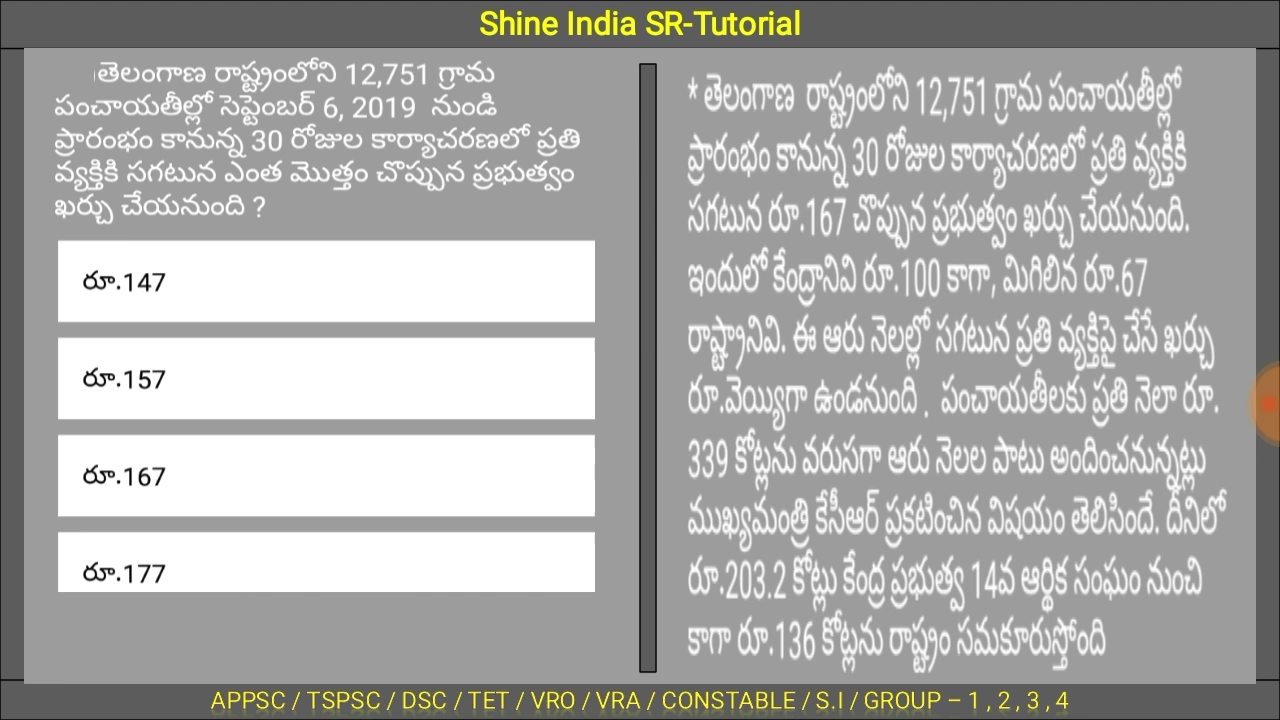 Shine India SR-Tutorial
తెలంగాణ రాష్ట్రంలోని 12,751 గ్రామ
పంచాయతీల్లో సెప్టెంబర్ 6, 2019 నుండి
ప్రారంభం కానున్న 30 రోజుల కార్యాచరణలో ప్రతి
వ్యక్తికి సగటున ఎంత మొత్తం చొప్పున ప్రభుత్వం
ఖర్చు చేయనుంది ?
రూ.147
రూ.157
రూ.167
రూ.177
* తెలంగాణ రాష్ట్రంలోని 12,751 గ్రామ పంచాయతీల్లో
ప్రారంభం కానున్న 30 రోజుల కార్యాచరణలో ప్రతి వ్యక్తికి
సగటున రూ.167 చొప్పున ప్రభుత్వం ఖర్చు చేయనుంది.
ఇందులో కేంద్రానివి రూ.100 కాగా, మిగిలిన రూ.67
రాష్ట్రానివి. ఈ ఆరు నెలల్లో సగటున ప్రతి వ్యక్తిపై చేసే ఖర్చు
రూ.వెయ్యిగా ఉండనుంది . పంచాయతీలకు ప్రతి నెలా రూ.
339 కోట్లను వరుసగా ఆరు నెలల పాటు అందించనున్నట్లు
ముఖ్యమంత్రి కేసీఆర్ ప్రకటించిన విషయం తెలిసిందే. దీనిలో
రూ.203.2 కోట్లు కేంద్ర ప్రభుత్వ 14వ ఆర్థిక సంఘం నుంచి
కాగా రూ.136 కోట్లను రాష్ట్రం సమకూరుస్తోంది
APPSC / TSPSC / DSC / TET / VRO / VRA / CONSTABLE / S.I / GROUP – 1 , 2 , 3 , 4